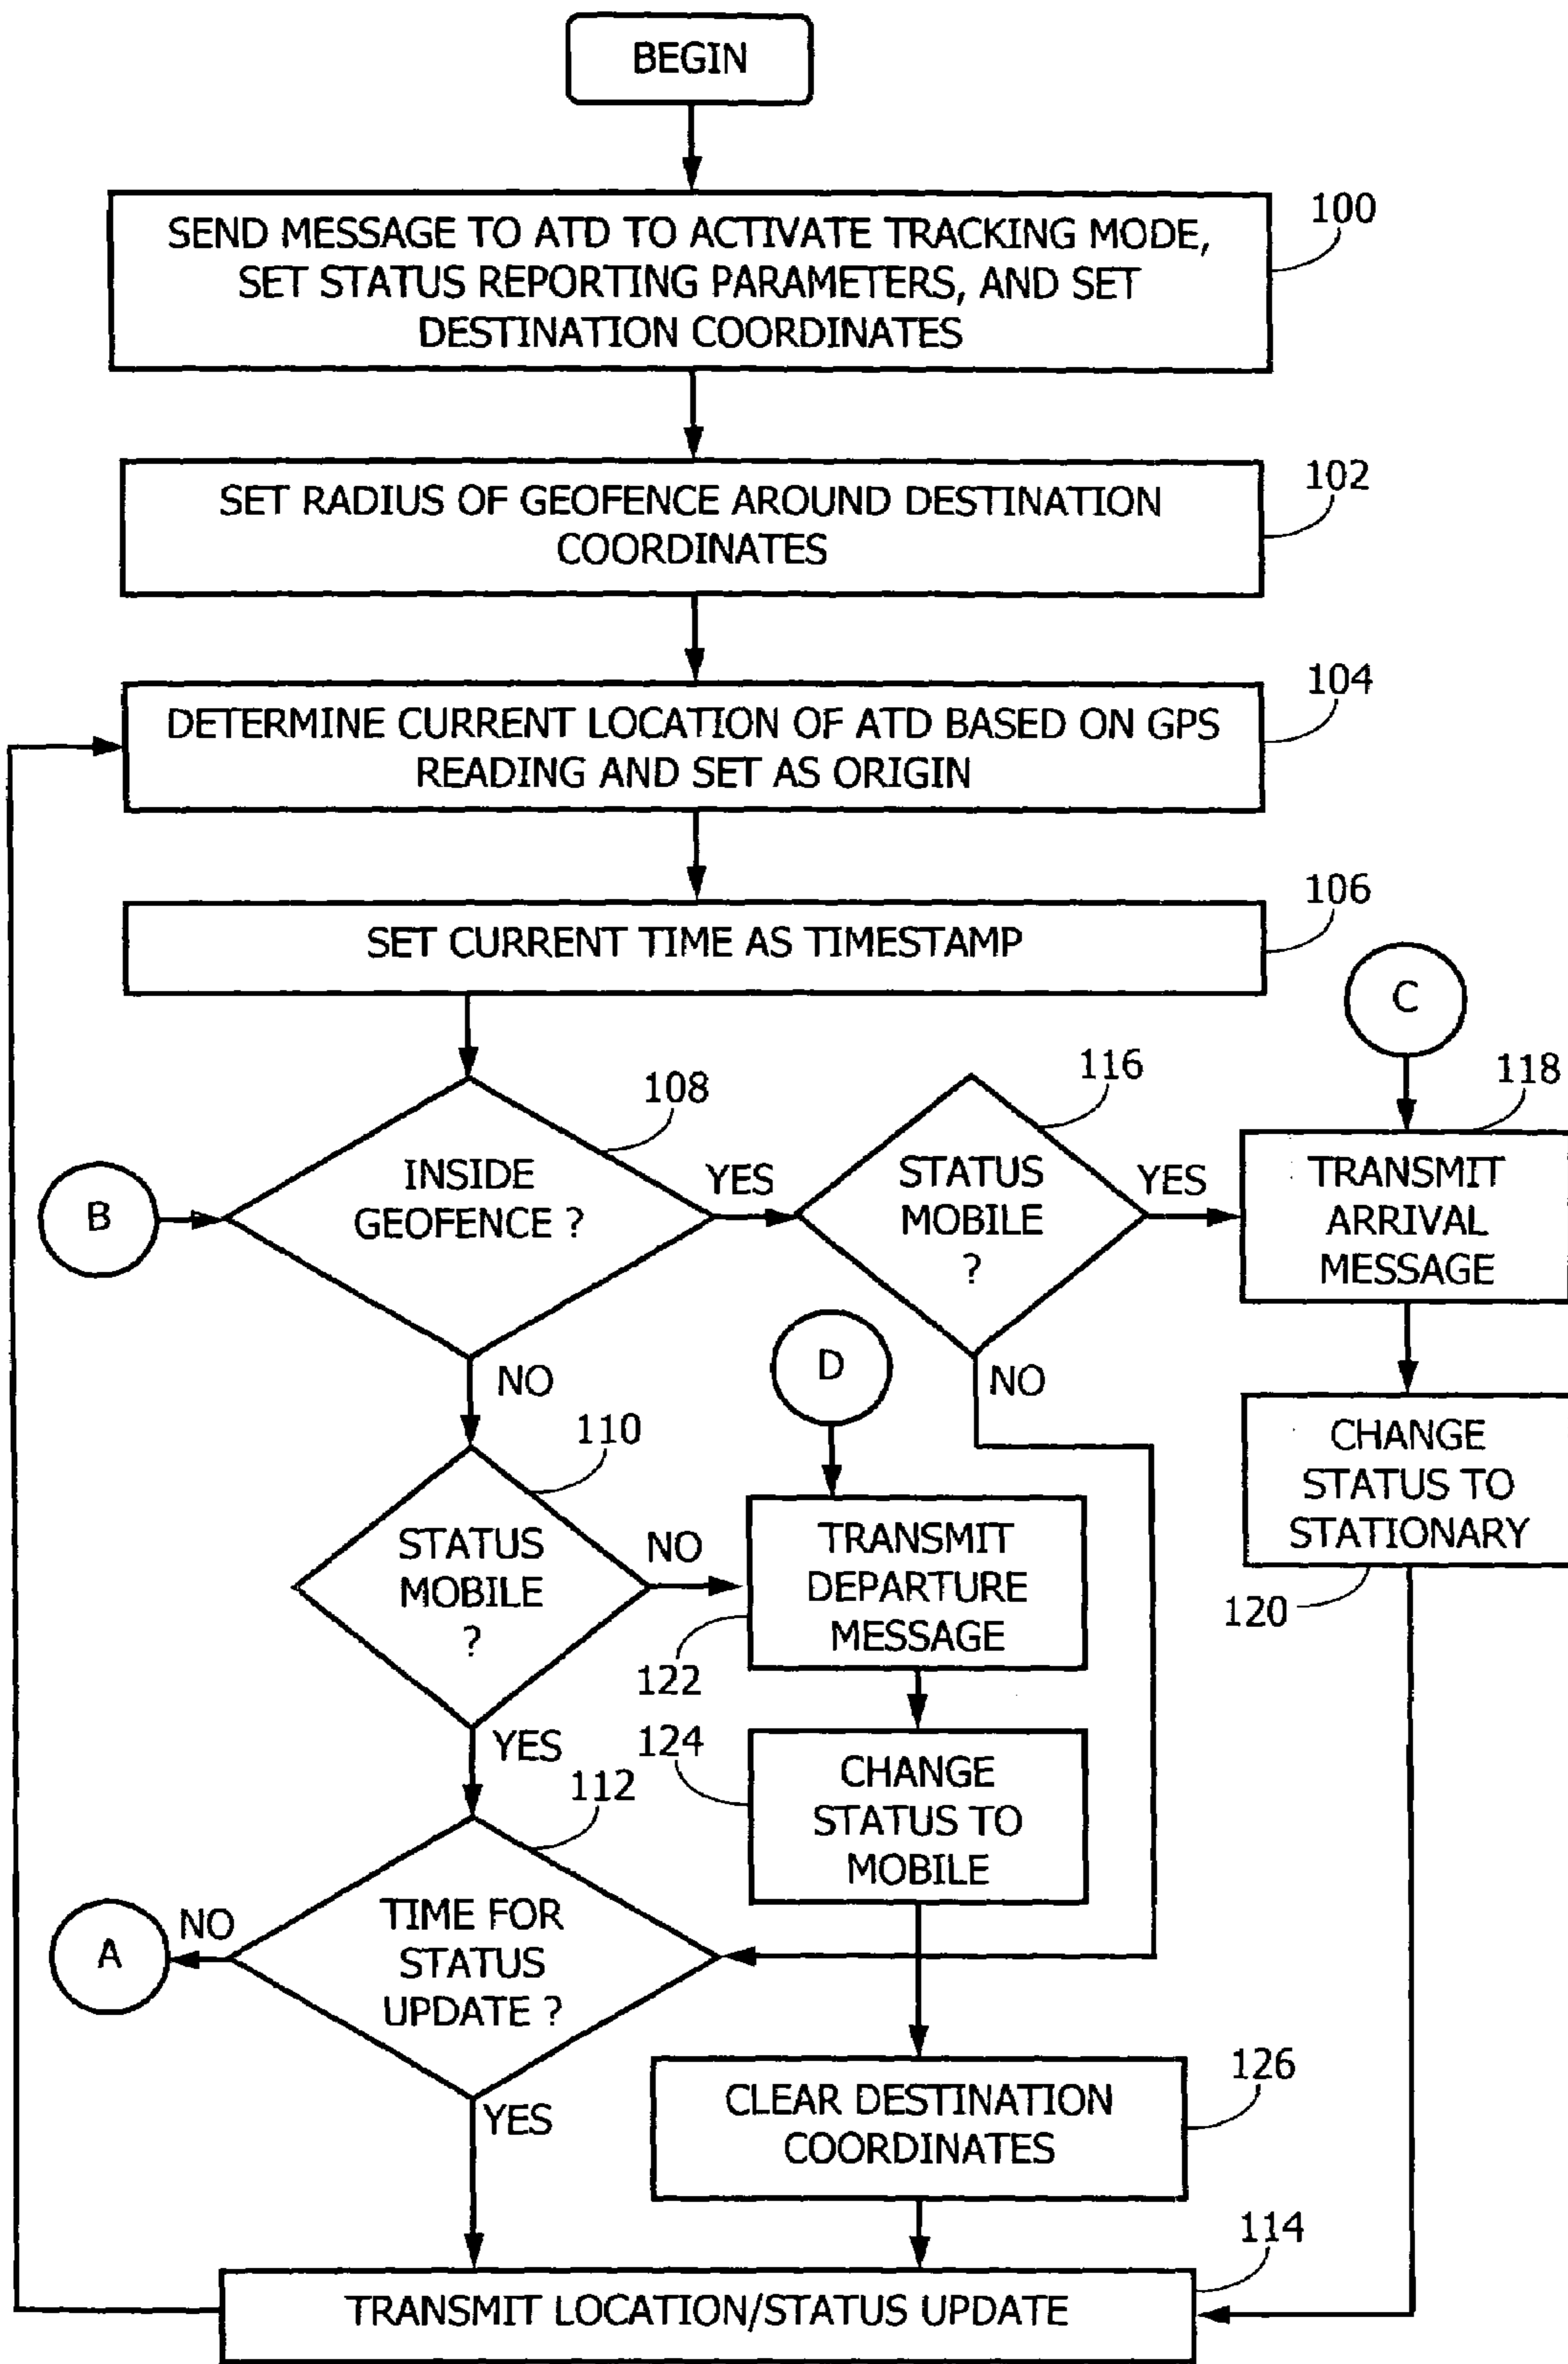 BEGIN
SEND MESSAGE TO ATD TO ACTIVATE TRACKING MODE,
SET STATUS REPORTING PARAMETERS, AND SET
DESTINATION COORDINATES
100
SET RADIUS OF GEOFENCE AROUND DESTINATION
COORDINATES
102
DETERMINE CURRENT LOCATION OF ATD BASED ON GPS
READING AND SET AS ORIGIN
104
SET CURRENT TIME AS TIMESTAMP
106
C
B
INSIDE
GEOFENCE ?
108
YES
NO
STATUS
MOBILE
?
116
YES
NO
TRANSMIT
ARRIVAL
MESSAGE
118
CHANGE
STATUS TO
STATIONARY
120
D
STATUS
MOBILE
?
110
NO
YES
TRANSMIT
DEPARTURE
MESSAGE
122
CHANGE
STATUS TO
MOBILE
124
A
NO
TIME FOR
STATUS
UPDATE ?
112
YES
CLEAR DESTINATION
COORDINATES
126
TRANSMIT LOCATION/STATUS UPDATE
114